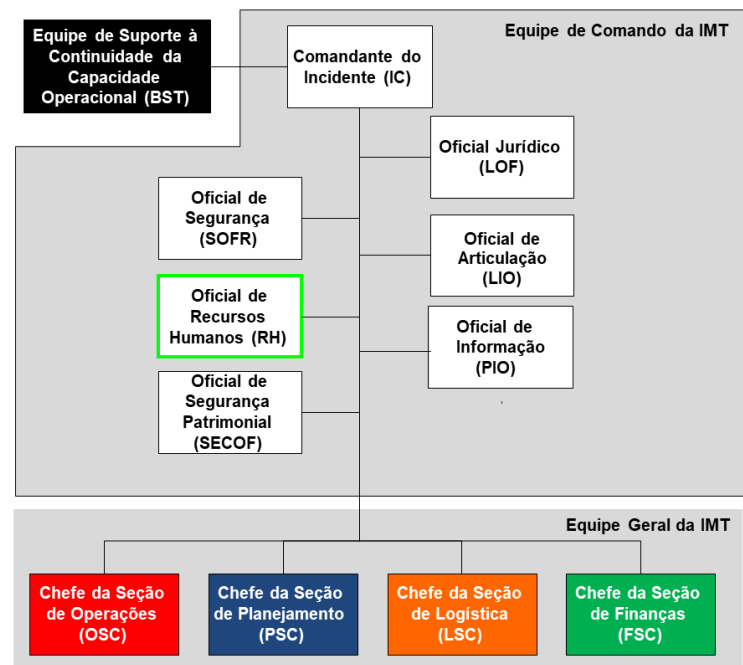 Equipe de Suporte à
Continuidade da
Capacidade
Operacional (BST)
Comandante do
Incidente (IC)
Equipe de Comando da IMT
Oficial Jurídico
(LOF)
Oficial de
Segurança
(SOFR)
Oficial de
Articulação
(LIO)
Oficial de
Recursos
Humanos (RH)
Oficial de
Informação
(PIO)
Oficial de
Segurança
Patrimonial
(SECOF)
Equipe Geral da IMT
Chefe da Seção
de Operações
(OSC)
Chefe da Seção
de Planejamento
(PSC)
Chefe da Seção
de Logística
(LSC)
Chefe da Seção
de Finanças
(FSC)